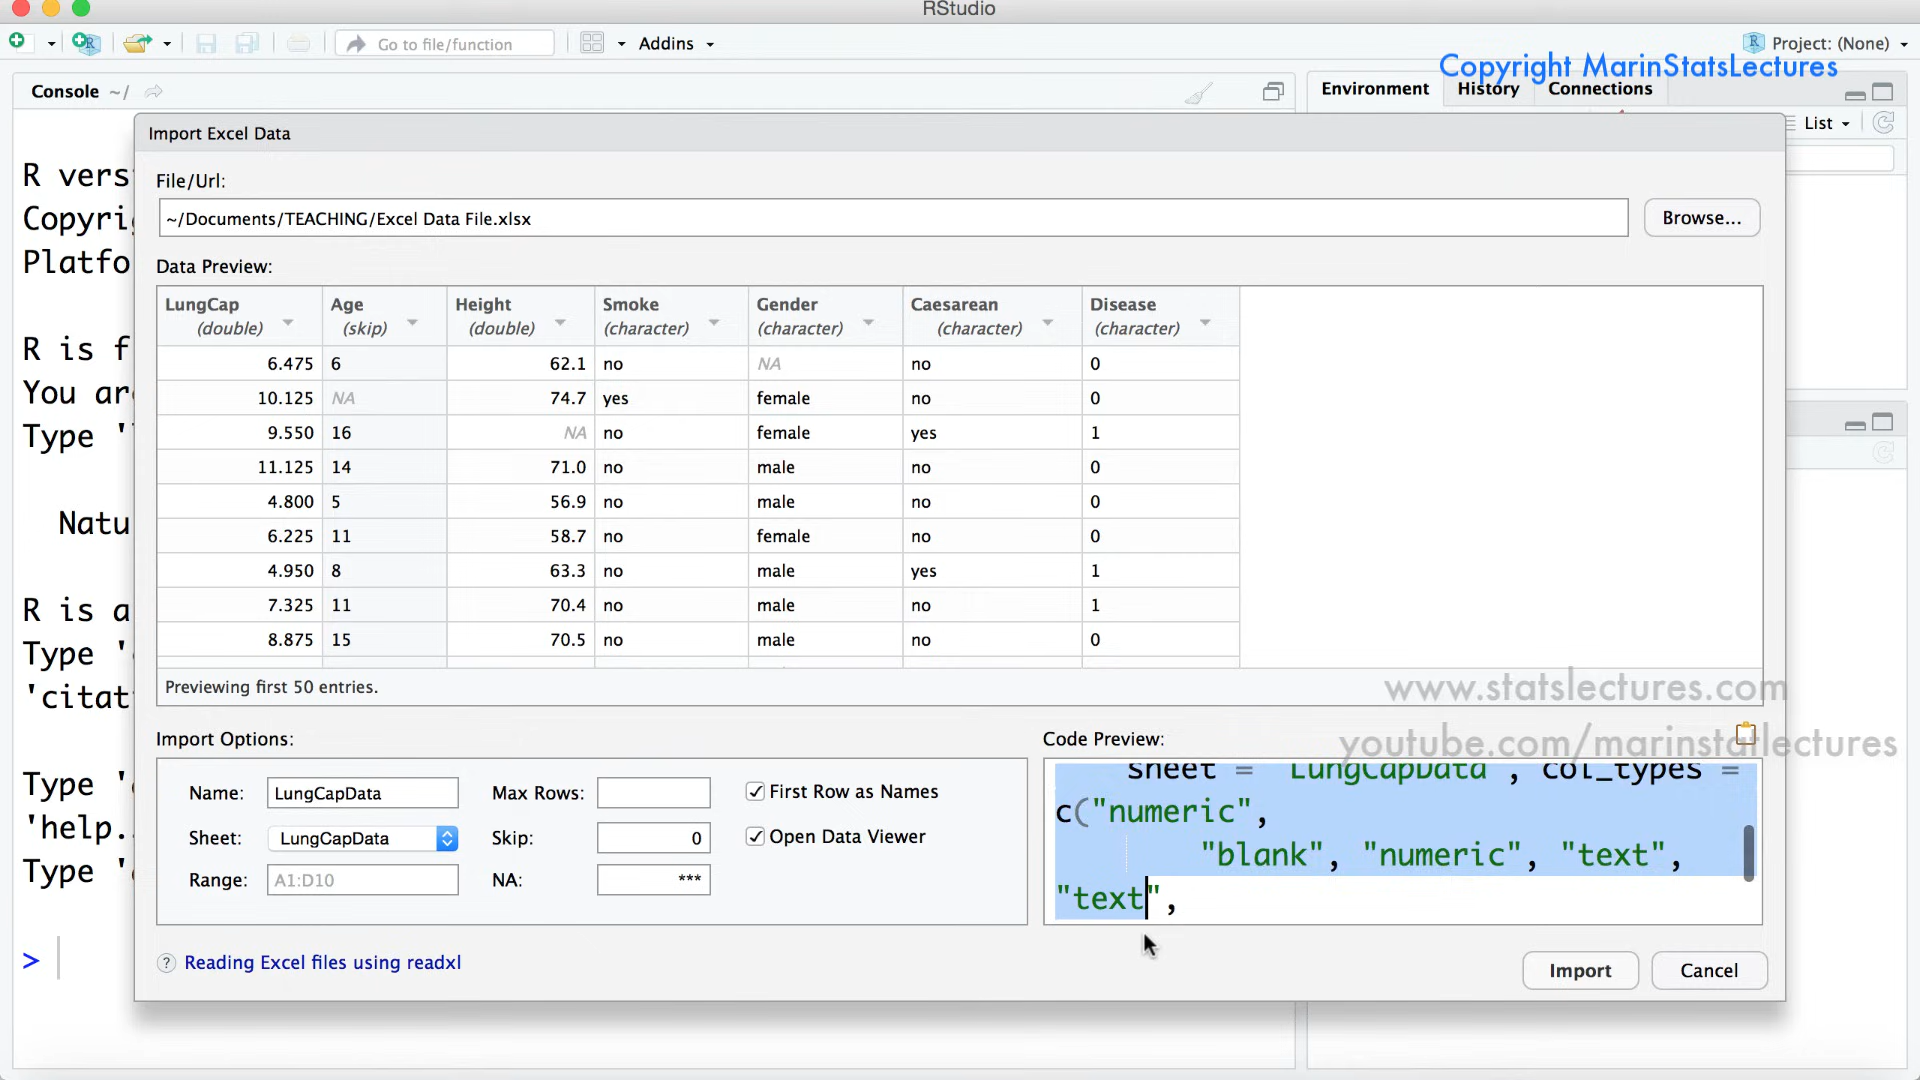 RStudio
Go to file/function
Addins
Project: (None)
Copyright MarinStatsLectures
Console ~/
Environment History Connections
List
Import Excel Data
R vers
Copyri
Platfo
R is f
You are
Type '
Natu
R is a
Type '
'citat
Type '
'help.
Type '
>
File/Url:
~/Documents/TEACHING/Excel Data File.xlsx
Browse...
Data Preview:
LungCap Age Height Smoke Gender Caesarean Disease
(double) (skip) (double) (character) (character) (character) (character)
6.475 6 62.1 no NA no 0
10.125 NA 74.7 yes female no 0
9.550 16 NA no female yes 1
11.125 14 71.0 no male no 0
4.800 5 56.9 no male no 0
6.225 11 58.7 no female no 0
4.950 8 63.3 no male yes 1
7.325 11 70.4 no male no 1
8.875 15 70.5 no male no 0
Previewing first 50 entries.
www.statslectures.com
youtube.com/marinstatlectures
Import Options:
Name: LungCapData Max Rows: First Row as Names
Sheet: LungCapData Skip: 0 Open Data Viewer
Range: A1:D10 NA: ***
Code Preview:
sheet = "LungCapData", col_types =
c("numeric",
"blank", "numeric", "text",
"text",
? Reading Excel files using readxl
Import Cancel